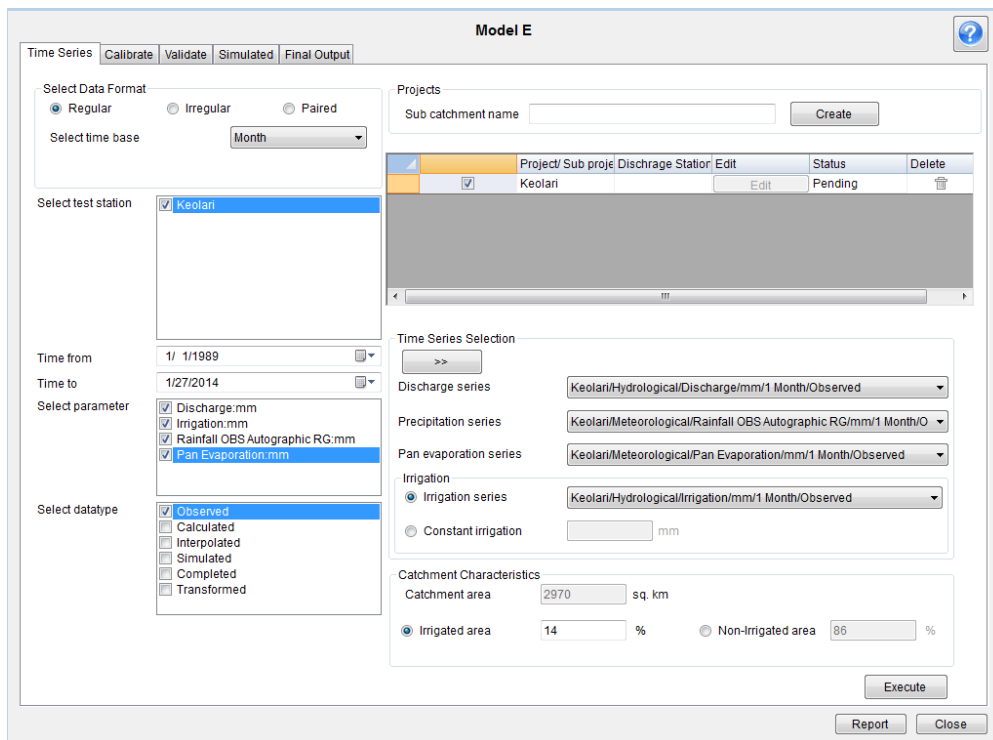 Model E
Time Series Calibrate Validate Simulated Final Output
Select Data Format
Regular Irregular Paired
Select time base Month
Select test station Keolari
Time from 1/ 1/1989
Time to 1/27/2014
Select parameter Discharge:mm
Irrigation:mm
Rainfall OBS Autographic RG:mm
Pan Evaporation:mm
Select datatype Observed
Calculated
Interpolated
Simulated
Completed
Transformed
Projects
Sub catchment name Create
Project/ Sub proje Dischrage Station Edit Status Delete
Keolari Edit Pending
Time Series Selection
>>
Discharge series Keolari/Hydrological/Discharge/mm/1 Month/Observed
Precipitation series Keolari/Meteorological/Rainfall OBS Autographic RG/mm/1 Month/O
Pan evaporation series Keolari/Meteorological/Pan Evaporation/mm/1 Month/Observed
Irrigation
Irrigation series Keolari/Hydrological/Irrigation/mm/1 Month/Observed
Constant irrigation mm
Catchment Characteristics
Catchment area 2970 sq. km
Irrigated area 14 % Non-Irrigated area 86 %
Execute
Report Close